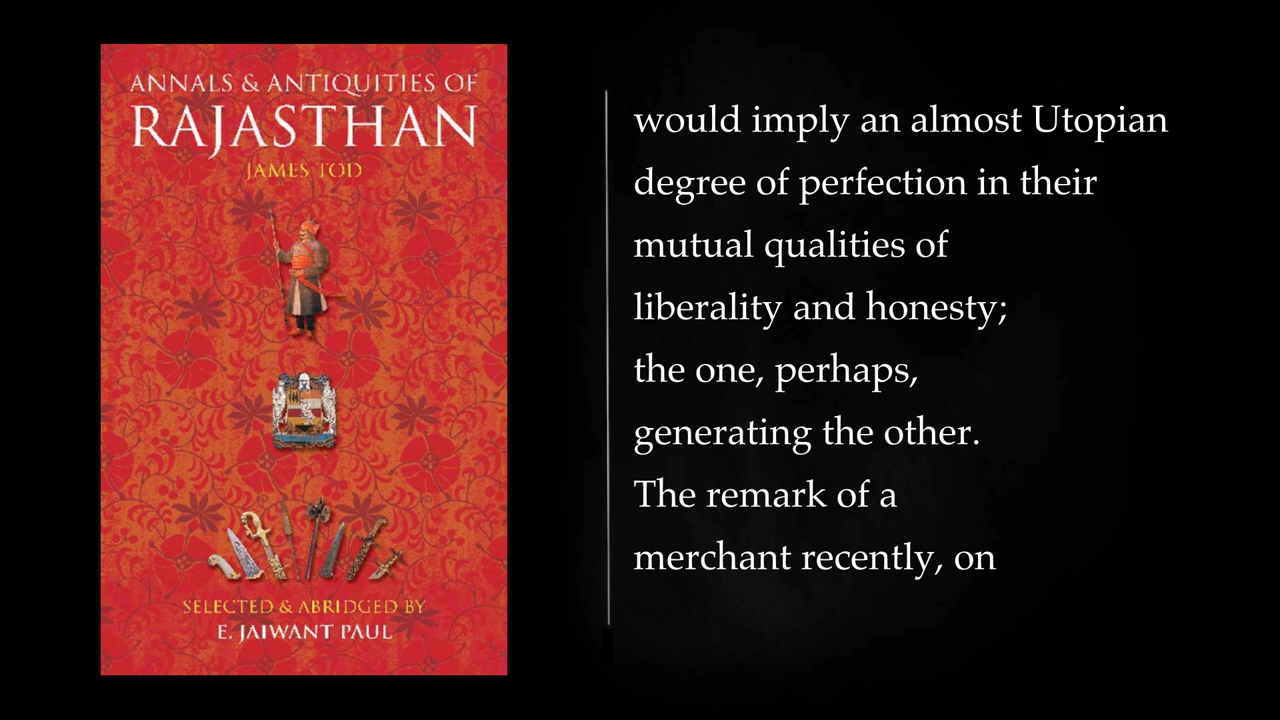 ANNALS & ANTIQUITIES OF
RAJASTHAN
JAMES TOD
SELECTED & ABRIDGED BY
E. JAIWANT PAUL
would imply an almost Utopian
degree of perfection in their
mutual qualities of
liberality and honesty;
the one, perhaps,
generating the other.
The remark of a
merchant recently, on